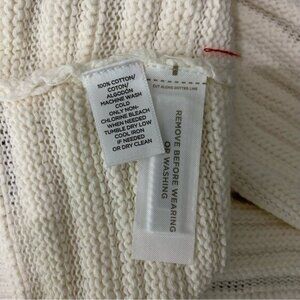 100% COTTON/
COTON/
ALGODÓN
MACHINE WASH
COLD
ONLY NON-
CHLORINE BLEACH
WHEN NEEDED
TUMBLE DRY LOW
COOL IRON
IF NEEDED
OR DRY CLEAN
CUT ALONG DOTTED LINE
REMOVE BEFORE WEARING
OR WASHING